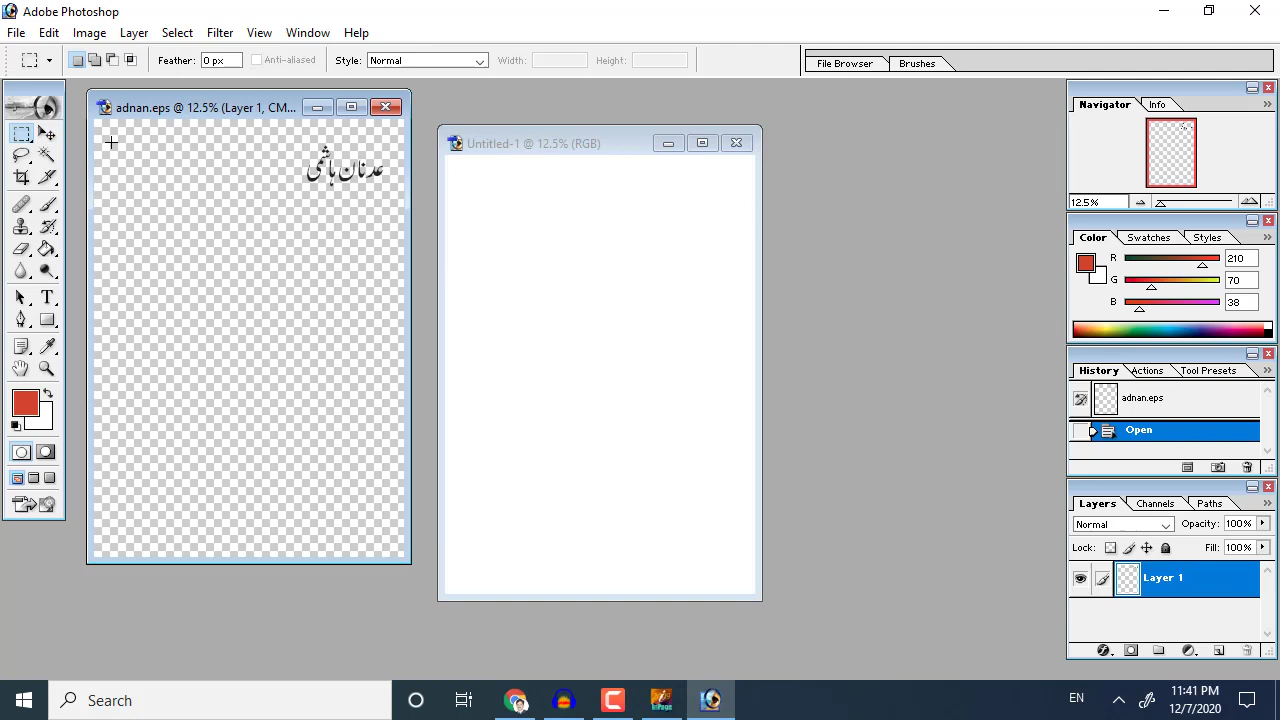 Adobe Photoshop
File Edit Image Layer Select Filter View Window Help
Feather: 0 px Anti-aliased Style: Normal Width: Height: File Browser Brushes
adnan.eps @ 12.5% (Layer 1, CM...
عدنان ہاشمی
Untitled-1 @ 12.5% (RGB)
Navigator Info
12.5%
Color Swatches Styles
R 210
G 70
B 38
History Actions Tool Presets
adnan.eps
Open
Layers Channels Paths
Normal Opacity: 100%
Lock: Fill: 100%
Layer 1
Search
EN
11:41 PM
12/7/2020